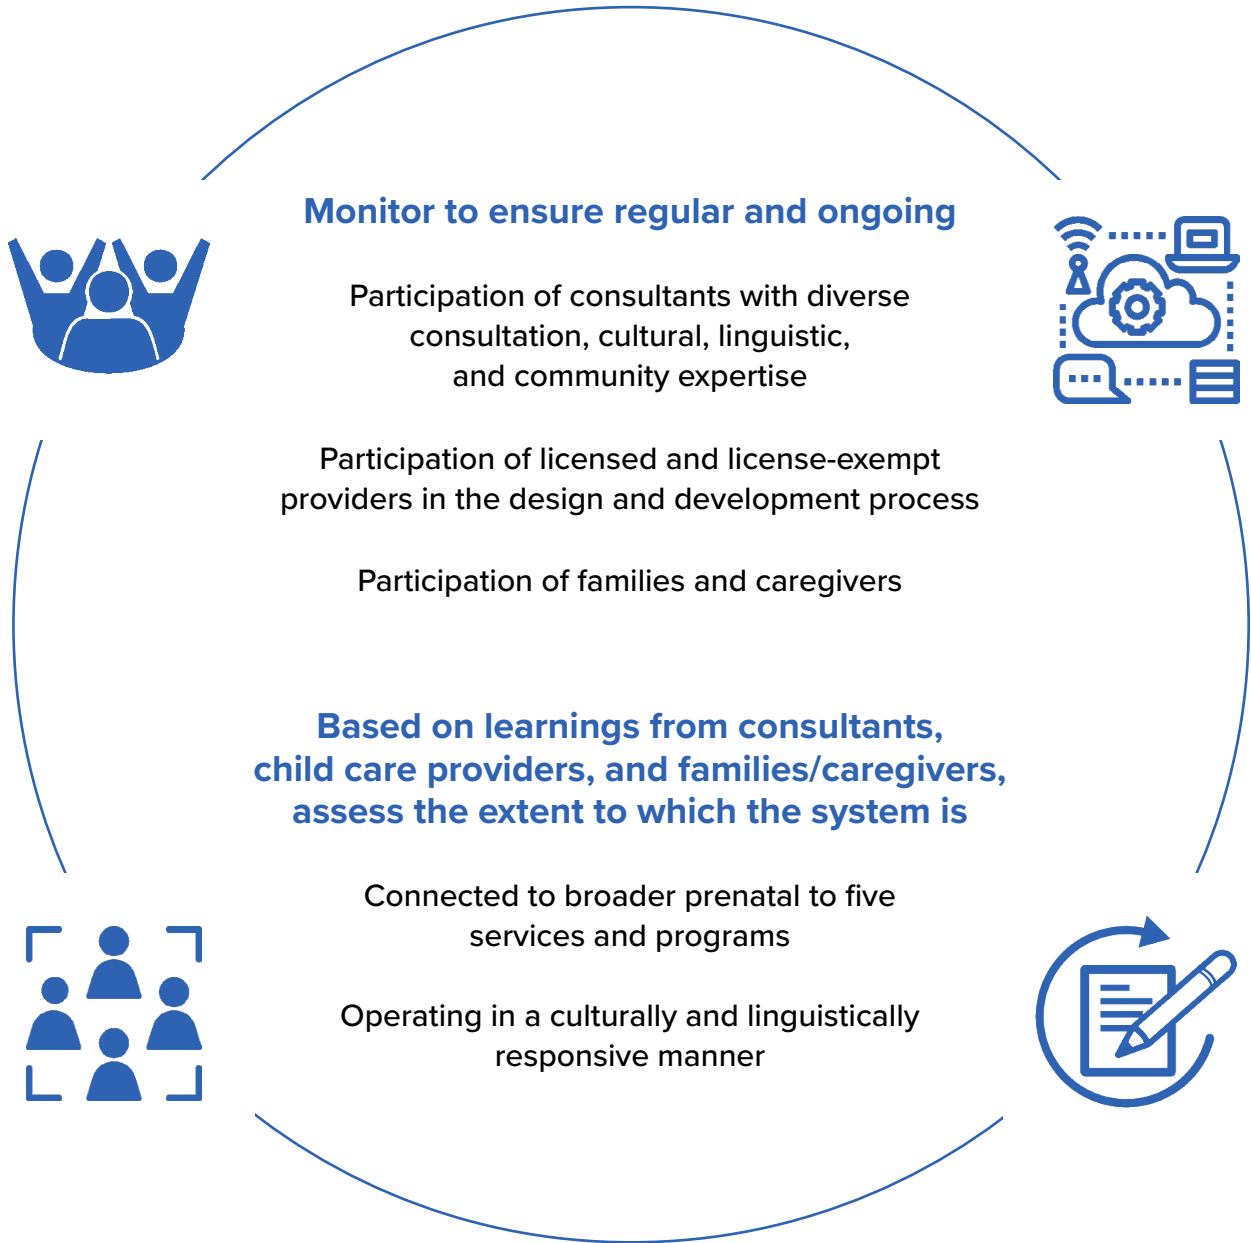 Monitor to ensure regular and ongoing
Participation of consultants with diverse
consultation, cultural, linguistic,
and community expertise
Participation of licensed and license-exempt
providers in the design and development process
Participation of families and caregivers
Based on learnings from consultants,
child care providers, and families/caregivers,
assess the extent to which the system is
Connected to broader prenatal to five
services and programs
Operating in a culturally and linguistically
responsive manner